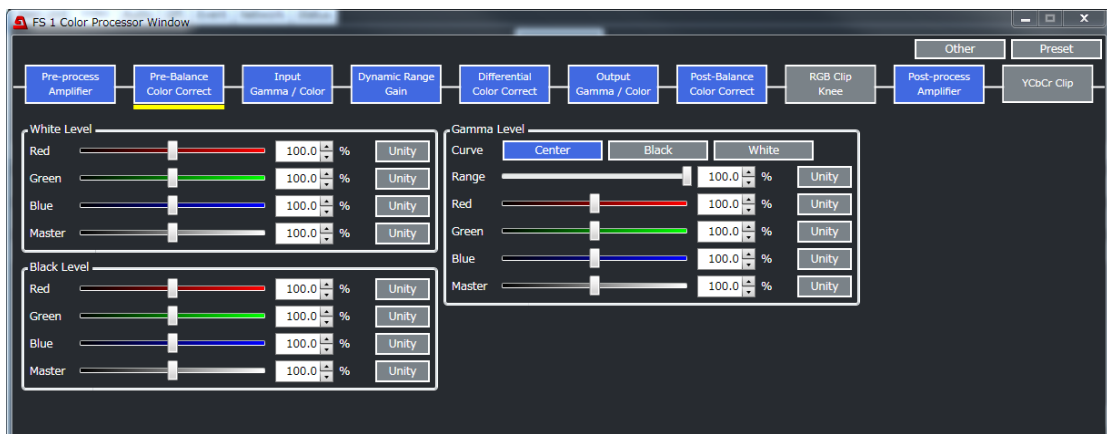 FS 1 Color Processor Window
Other Preset
Pre-process Amplifier
Pre-Balance Color Correct
Input Gamma / Color
Dynamic Range Gain
Differential Color Correct
Output Gamma / Color
Post-Balance Color Correct
RGB Clip Knee
Post-process Amplifier
YCbCr Clip
White Level
Red 100.0 % Unity
Green 100.0 % Unity
Blue 100.0 % Unity
Master 100.0 % Unity
Black Level
Red 100.0 % Unity
Green 100.0 % Unity
Blue 100.0 % Unity
Master 100.0 % Unity
Gamma Level
Curve Center Black White
Range 100.0 % Unity
Red 100.0 % Unity
Green 100.0 % Unity
Blue 100.0 % Unity
Master 100.0 % Unity